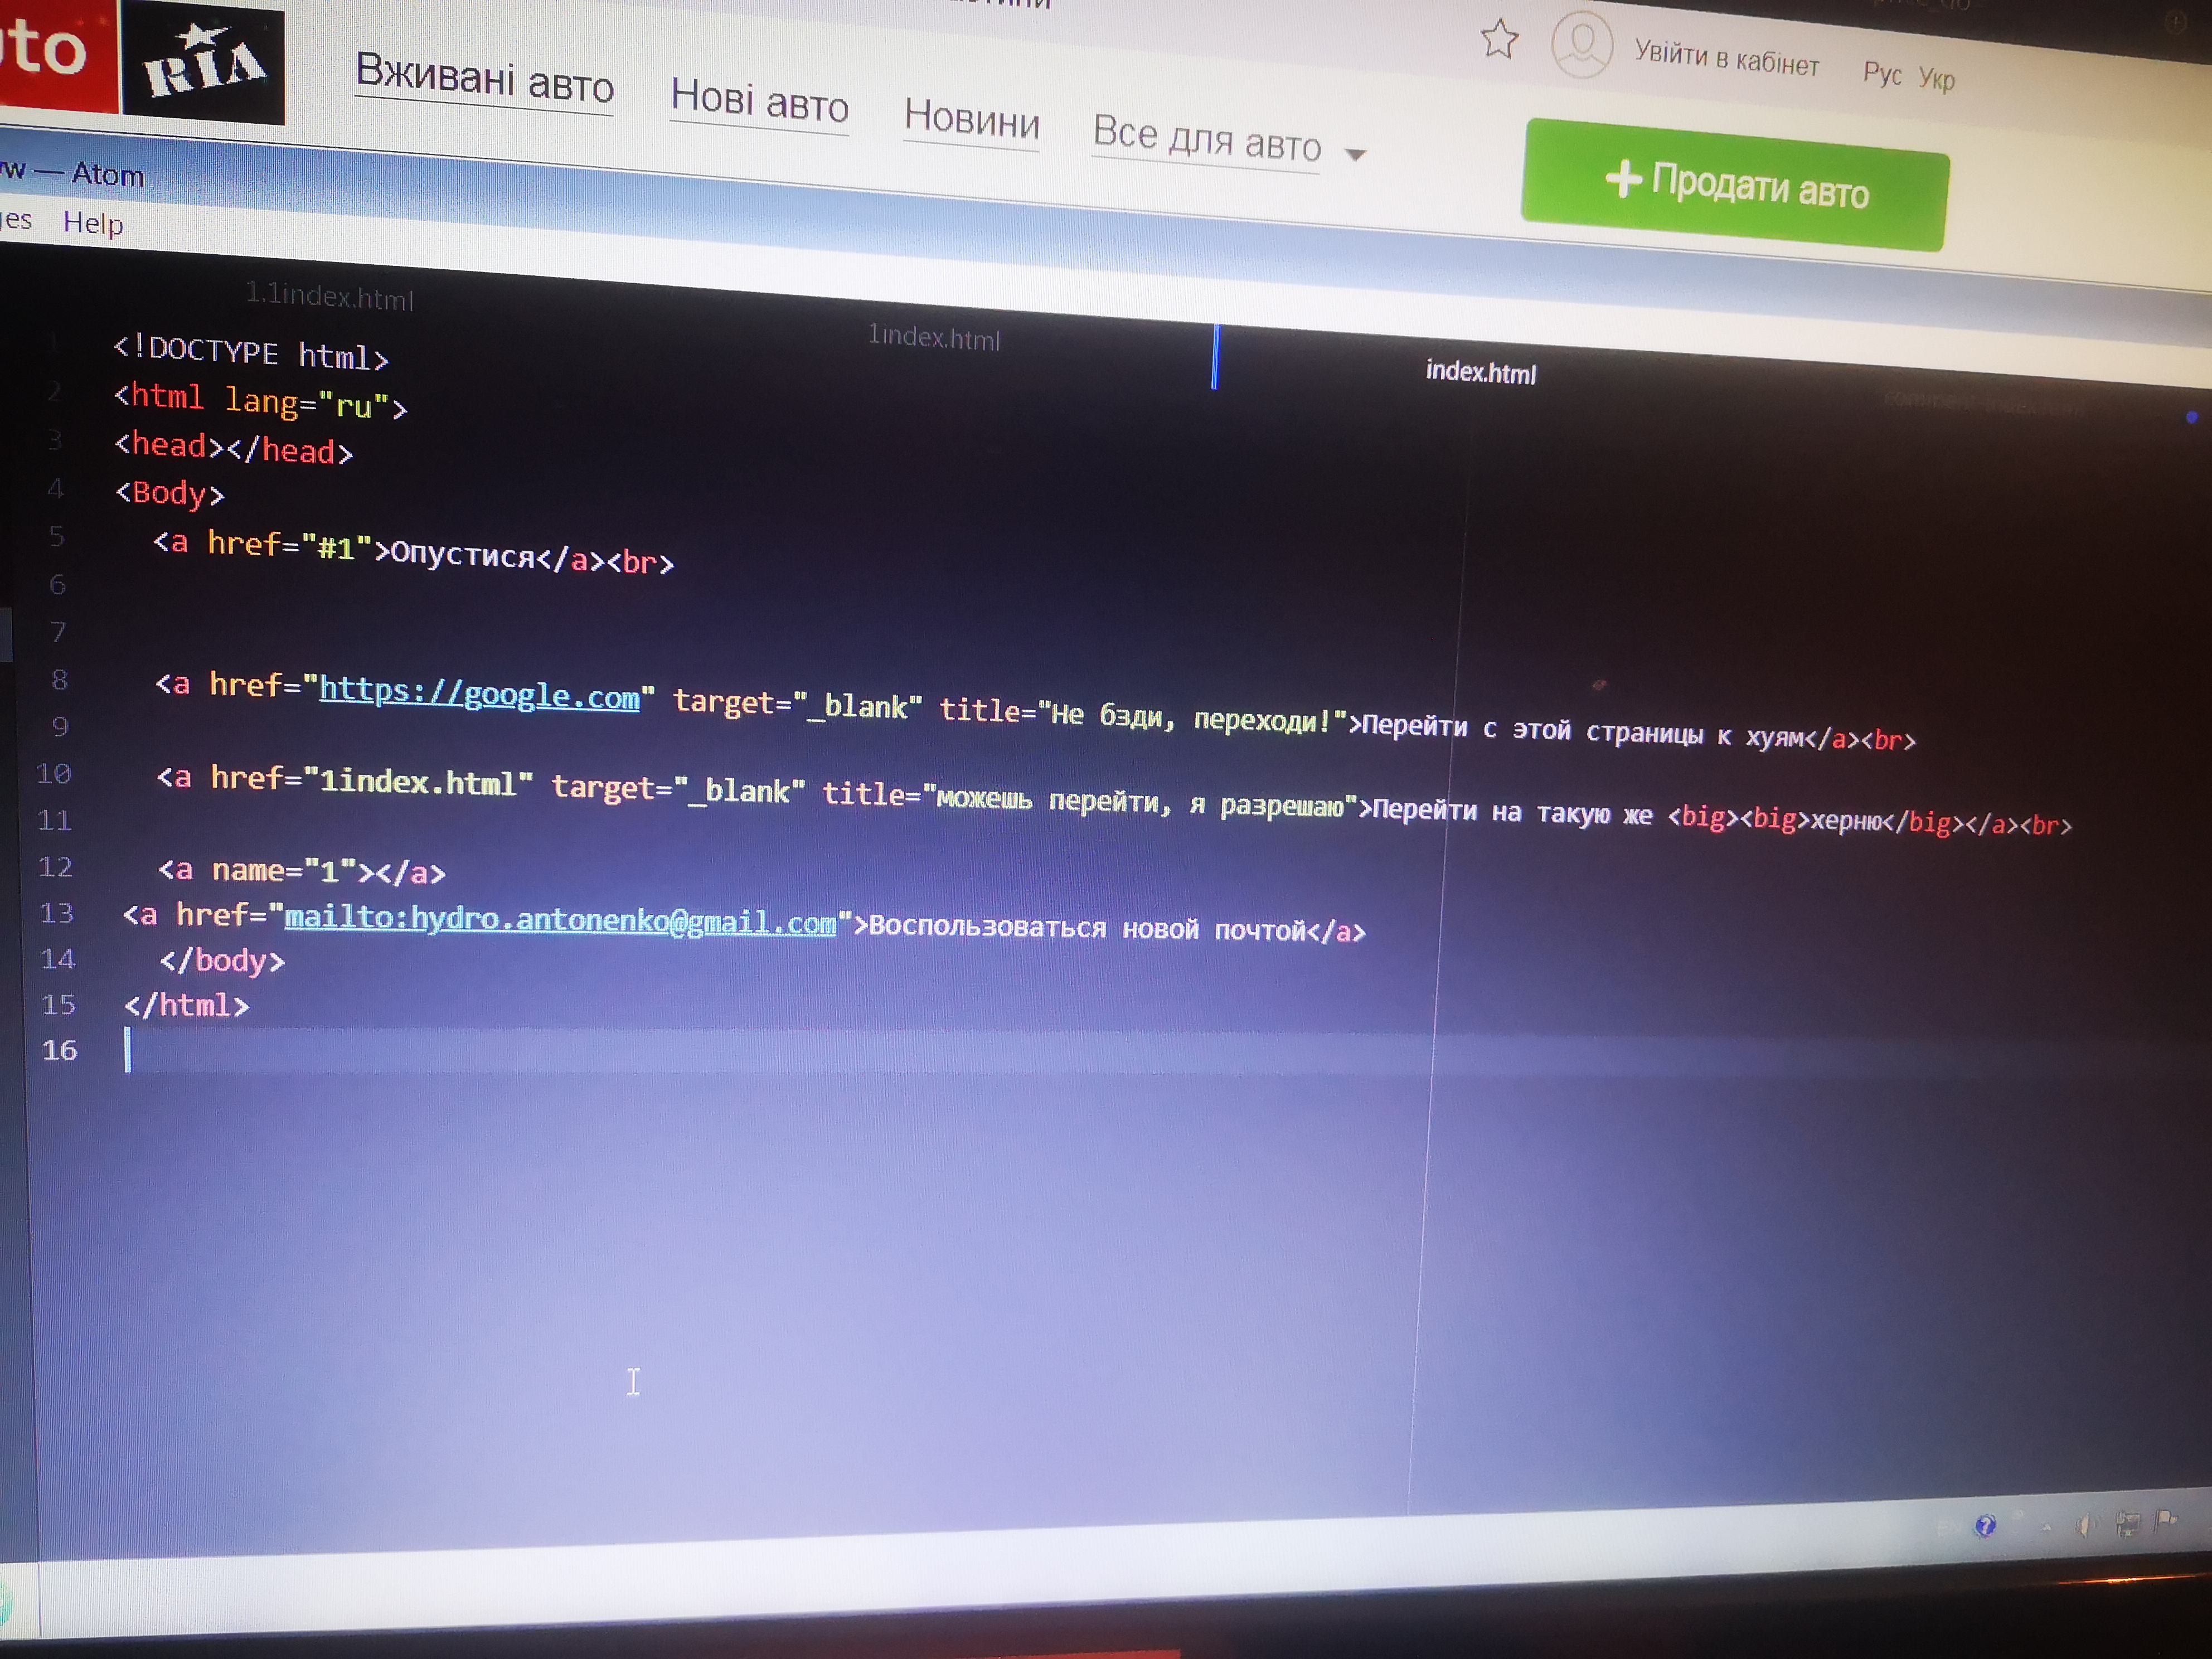 to RIA Вживані авто Нові авто Новини Все для авто Увійти в кабінет Рус Укр
+ Продати авто
w — Atom
Help
1.1index.html 1index.html index.html
1 <!DOCTYPE html>
2 <html lang="ru">
3 <head></head>
4 <Body>
5 <a href="#1">Опустися</a><br>
6
7
8 <a href="https://google.com" target="_blank" title="Не бзди, переходи!">Перейти с этой страницы к хуям</a><br>
9
10 <a href="1index.html" target="_blank" title="можешь перейти, я разрешаю">Перейти на такую же <big><big>херню</big></a><br>
11
12 <a name="1"></a>
13 <a href="mailto:hydro.antonenko@gmail.com">Воспользоваться новой почтой</a>
14 </body>
15 </html>
16